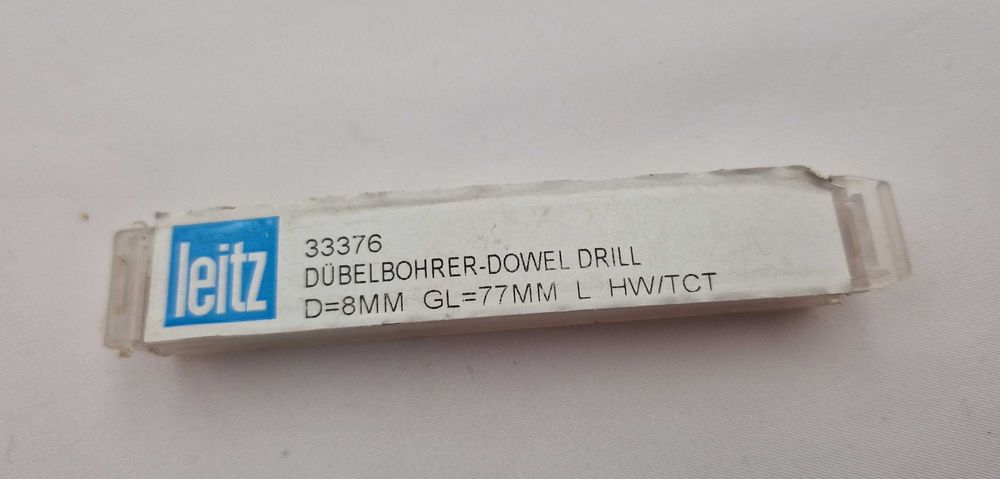 leitz
33376
DÜBELBOHRER-DOWEL DRILL
D=8MM GL=77MM L HW/TCT